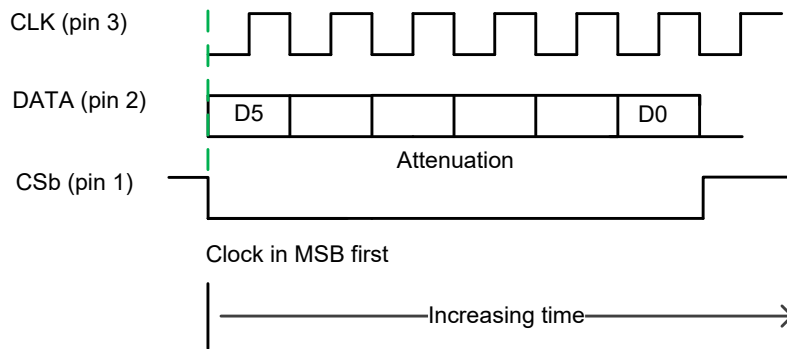 CLK (pin 3)
DATA (pin 2)
D5
D0
Attenuation
CSb (pin 1)
Clock in MSB first
Increasing time